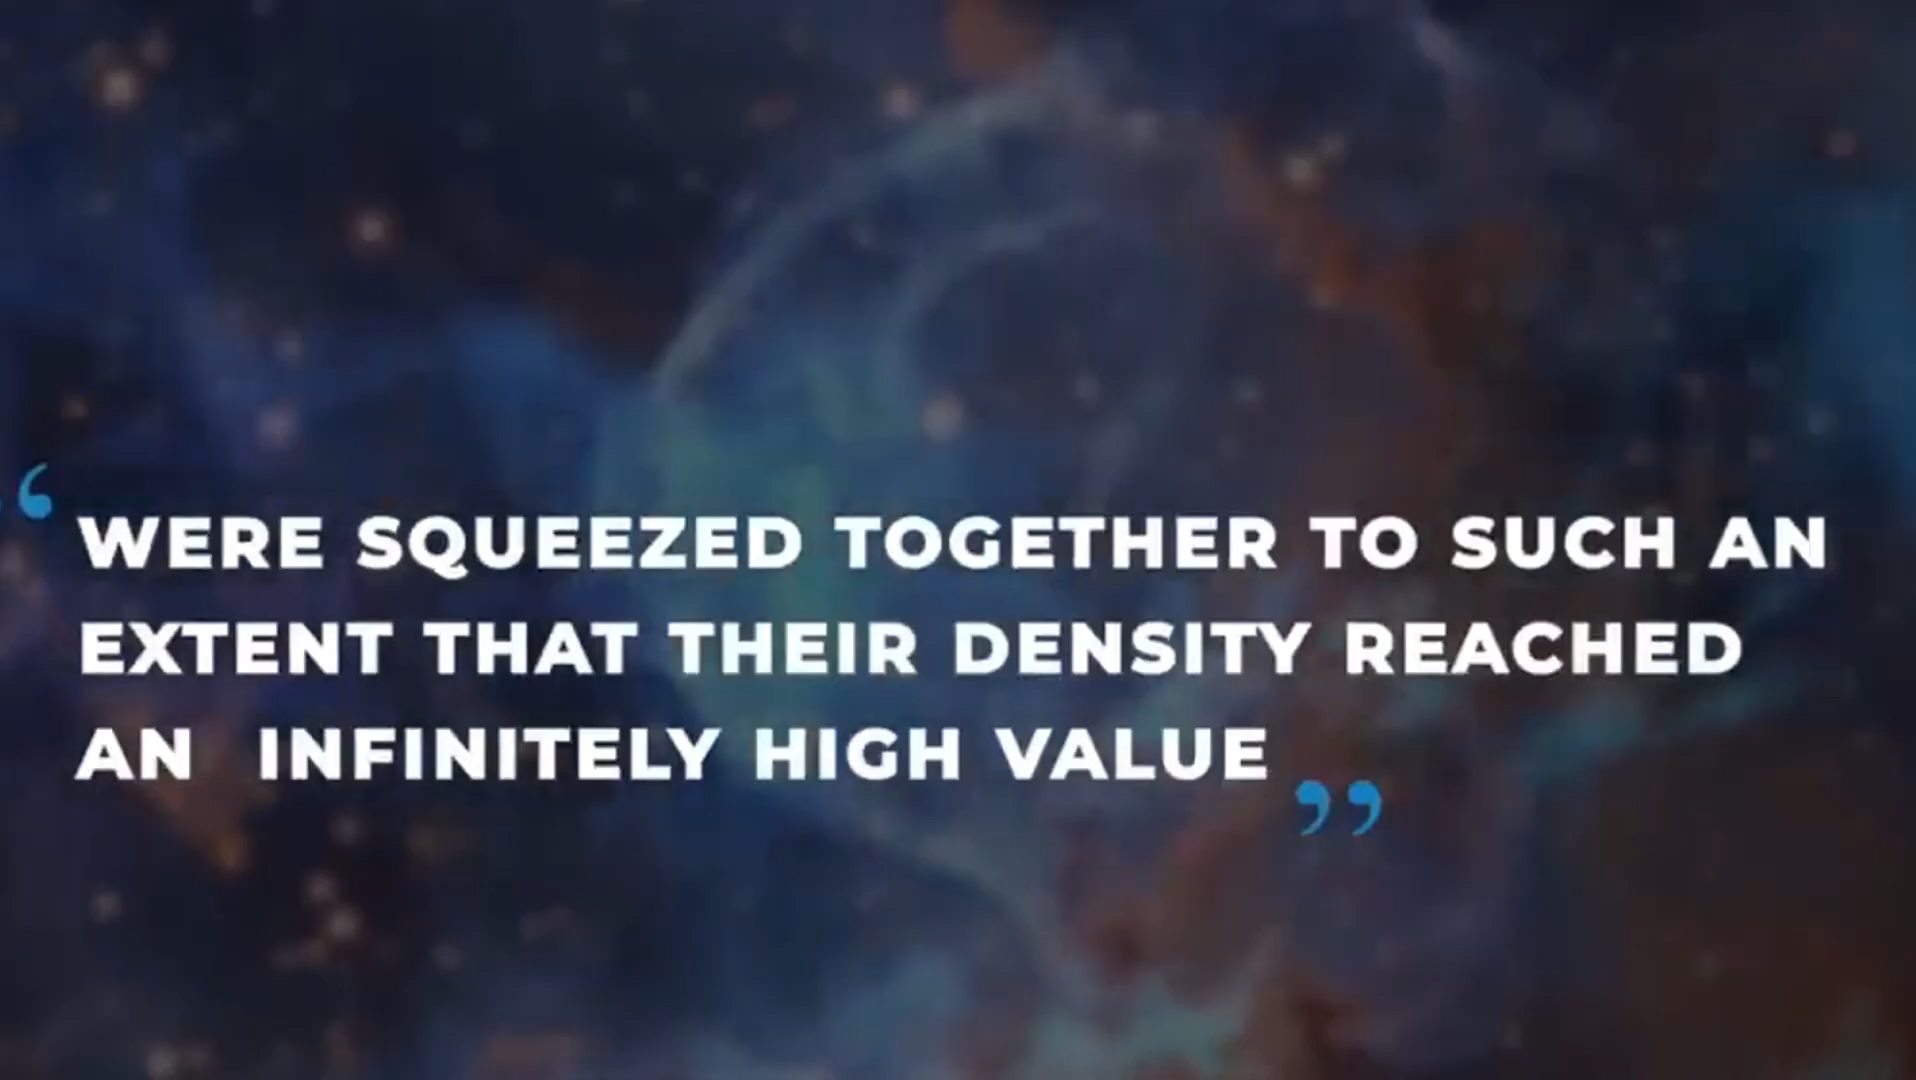 “WERE SQUEEZED TOGETHER TO SUCH AN
EXTENT THAT THEIR DENSITY REACHED
AN INFINITELY HIGH VALUE”